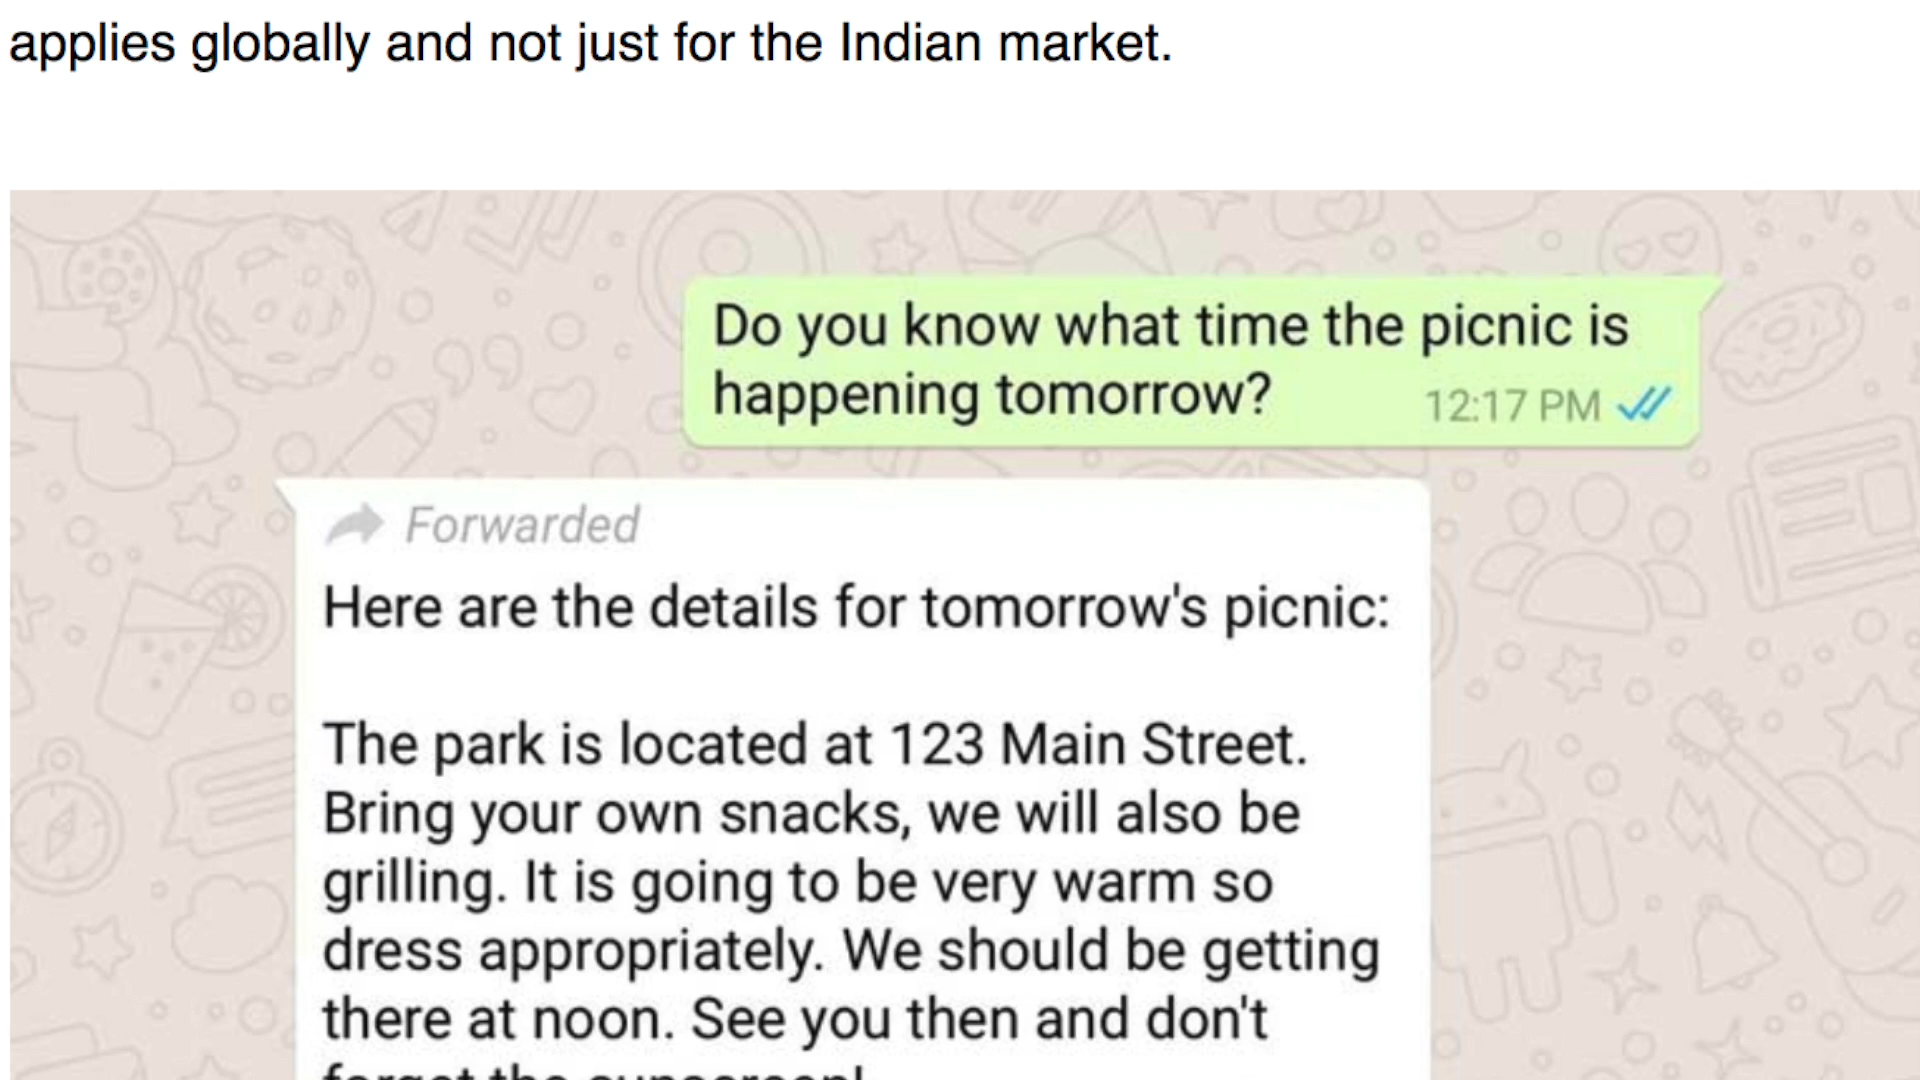 applies globally and not just for the Indian market.
Do you know what time the picnic is
happening tomorrow?
12:17 PM
Forwarded
Here are the details for tomorrow's picnic:
The park is located at 123 Main Street.
Bring your own snacks, we will also be
grilling. It is going to be very warm so
dress appropriately. We should be getting
there at noon. See you then and don't
forget the sunscreen!